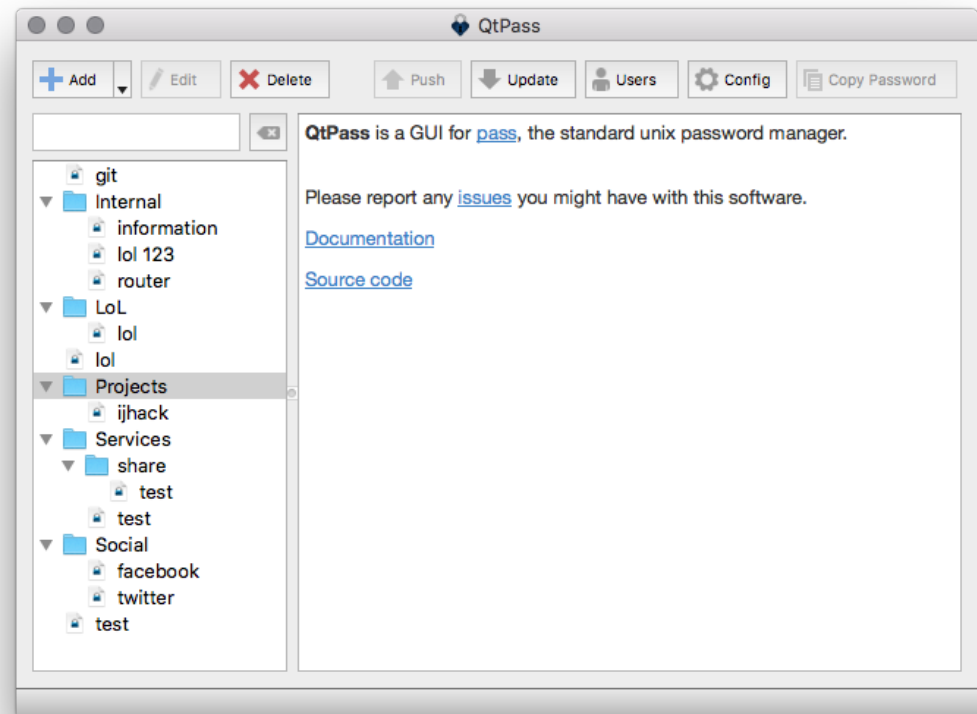 QtPass
Add Edit Delete Push Update Users Config Copy Password
QtPass is a GUI for pass, the standard unix password manager.
Please report any issues you might have with this software.
Documentation
Source code
git
Internal
information
lol 123
router
LoL
lol
lol
Projects
ijhack
Services
share
test
test
Social
facebook
twitter
test